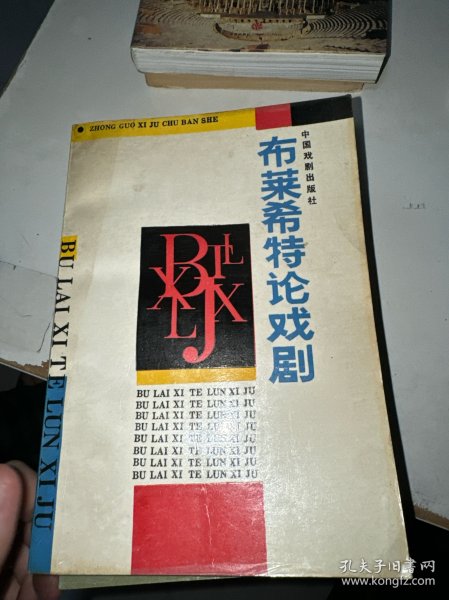 ZHONG GUO XI JU CHU BAN SHE
中国戏剧出版社
布莱希特论戏剧
BU LAI XI TE LUN XI JU
B T L
X L X
J
BU LAI XI TE LUN XI JU
BU LAI XI TE LUN XI JU
BU LAI XI TE LUN XI JU
BU LAI XI TE LUN XI JU
BU LAI XI TE LUN XI JU
BU LAI XI TE LUN XI JU
BU LAI XI TE LUN XI JU
BU LAI XI TE LUN XI JU
孔夫子旧书网
www.kongfz.com